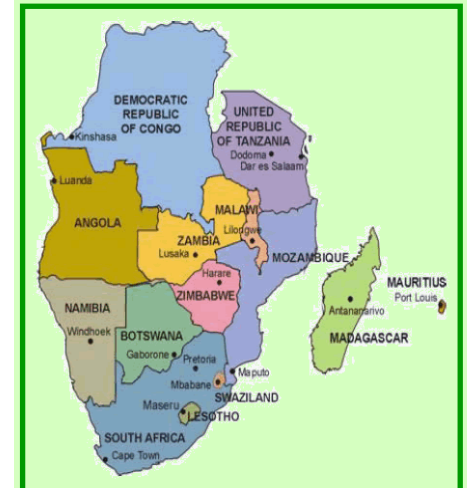 DEMOCRATIC
REPUBLIC
OF CONGO
Kinshasa
UNITED
REPUBLIC
OF TANZANIA
Dodoma
Dar es Salaam
Luanda
ANGOLA
MALAWI
Lilongwe
ZAMBIA
Lusaka
MOZAMBIQUE
Harare
ZIMBABWE
MAURITIUS
Port Louis
Antananarivo
MADAGASCAR
NAMIBIA
Windhoek
BOTSWANA
Gaborone
Pretoria
Maputo
Mbabane
SWAZILAND
Maseru
LESOTHO
SOUTH AFRICA
Cape Town